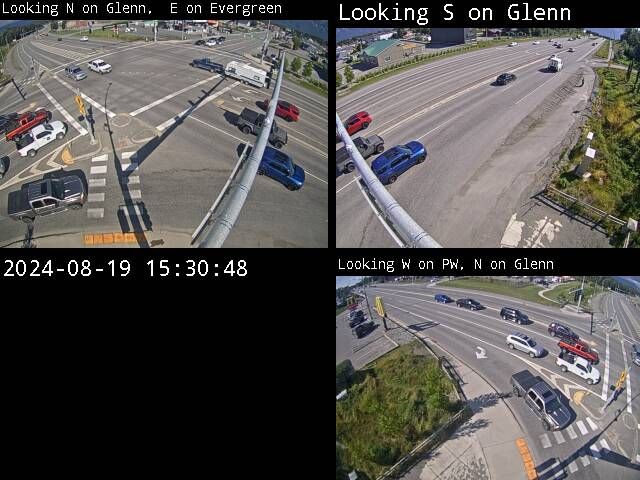 Looking N on Glenn,  E on Evergreen
Looking S on Glenn
2024-08-19 15:30:48
Looking W on PW, N on Glenn